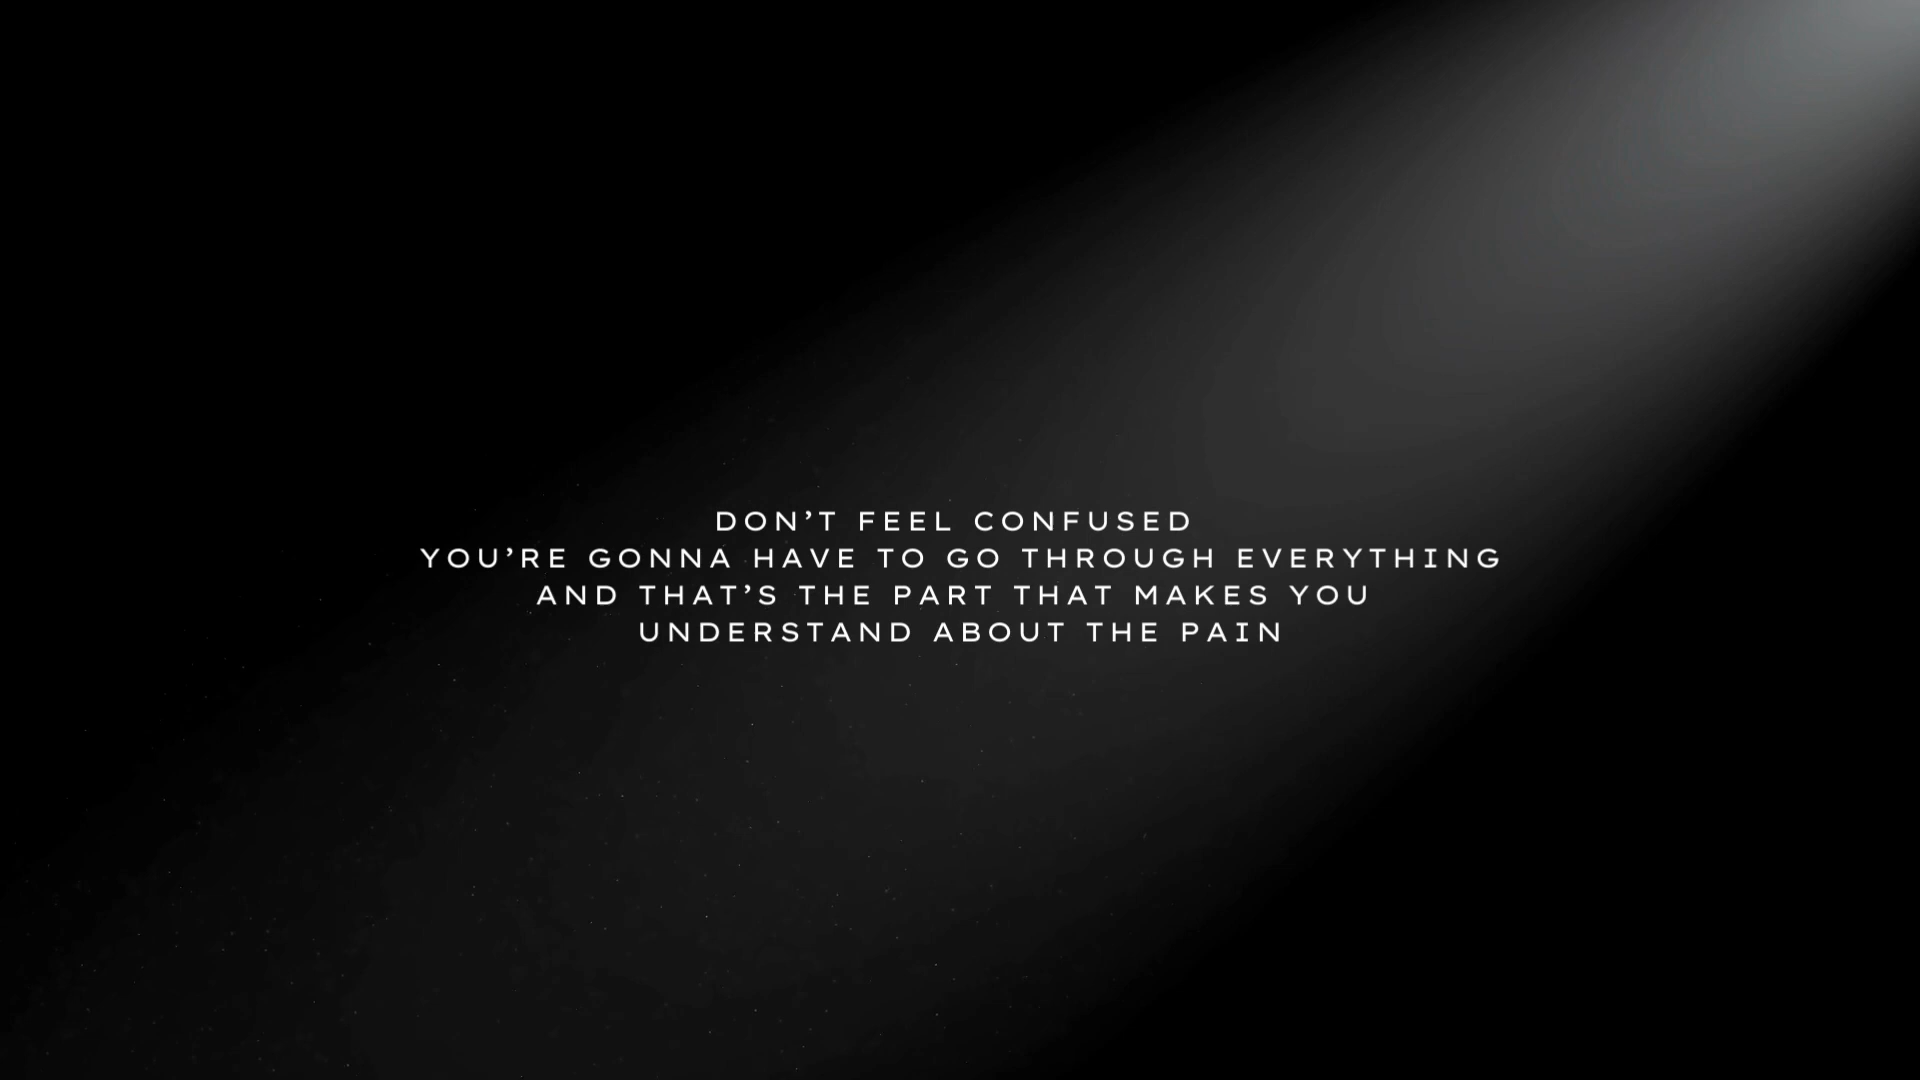 DON’T FEEL CONFUSED
YOU’RE GONNA HAVE TO GO THROUGH EVERYTHING
AND THAT’S THE PART THAT MAKES YOU
UNDERSTAND ABOUT THE PAIN